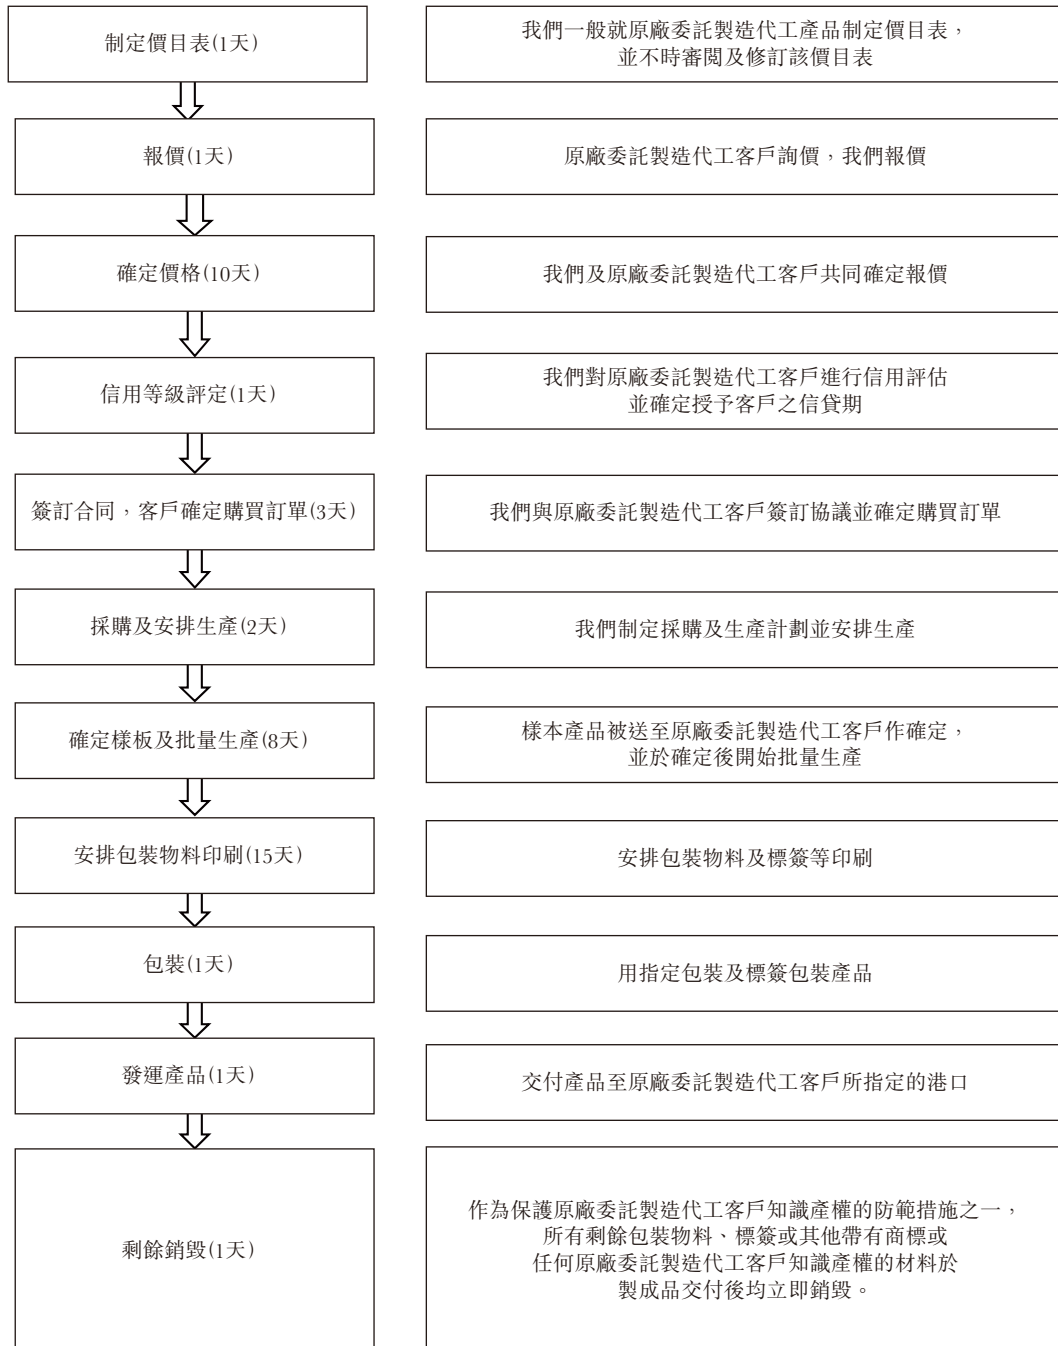 制定價目表(1天)
我們一般就原廠委託製造代工產品制定價目表，
並不時審閱及修訂該價目表
報價(1天)
原廠委託製造代工客戶詢價，我們報價
確定價格(10天)
我們及原廠委託製造代工客戶共同確定報價
信用等級評定(1天)
我們對原廠委託製造代工客戶進行信用評估
並確定授予客戶之信貸期
簽訂合同，客戶確定購買訂單(3天)
我們與原廠委託製造代工客戶簽訂協議並確定購買訂單
採購及安排生產(2天)
我們制定採購及生產計劃並安排生產
確定樣板及批量生產(8天)
樣本產品被送至原廠委託製造代工客戶作確定，
並於確定後開始批量生產
安排包裝物料印刷(15天)
安排包裝物料及標簽等印刷
包裝(1天)
用指定包裝及標簽包裝產品
發運產品(1天)
交付產品至原廠委託製造代工客戶所指定的港口
剩餘銷毀(1天)
作為保護原廠委託製造代工客戶知識產權的防範措施之一，
所有剩餘包裝物料、標簽或其他帶有商標或
任何原廠委託製造代工客戶知識產權的材料於
製成品交付後均立即銷毀。